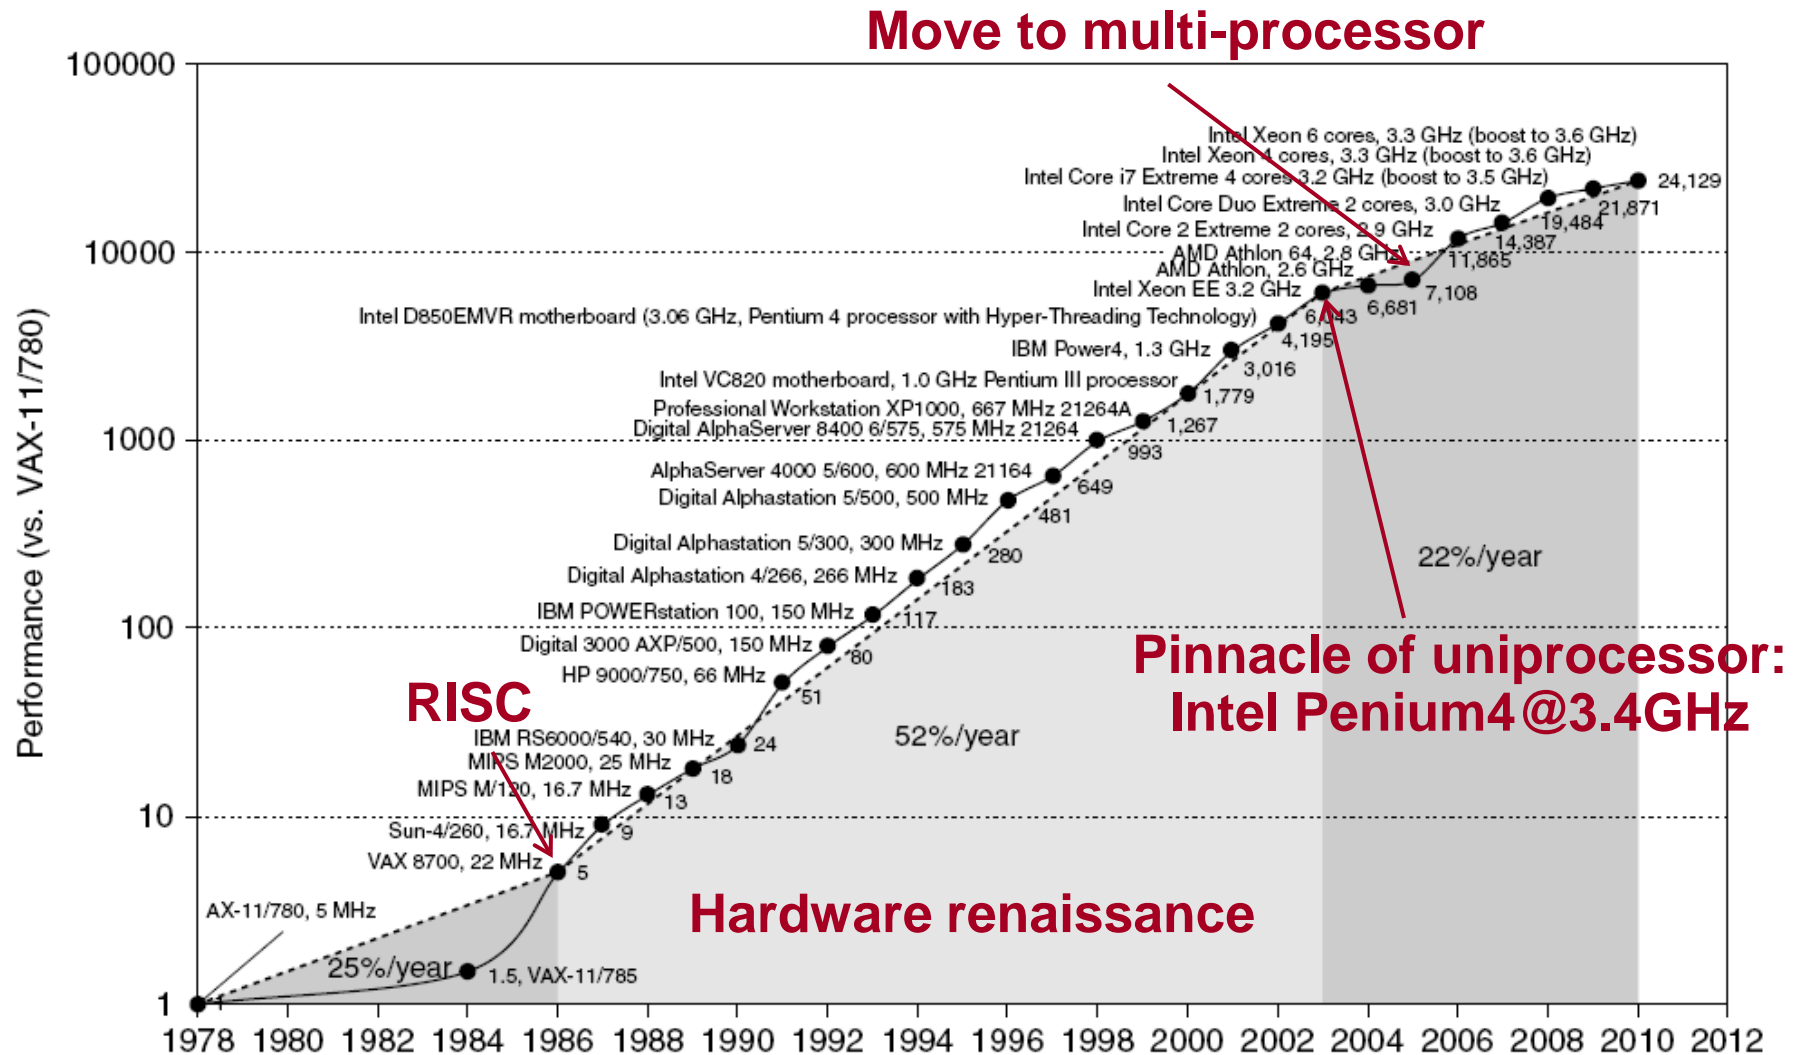 Move to multi-processor
100000
Intel Xeon 6 cores, 3.3 GHz (boost to 3.6 GHz)
Intel Xeon 4 cores, 3.3 GHz (boost to 3.6 GHz)
Intel Core i7 Extreme 4 cores 3.2 GHz (boost to 3.5 GHz)
24,129
Intel Core Duo Extreme 2 cores, 3.0 GHz
21,871
19,484
Intel Core 2 Extreme 2 cores, 2.9 GHz
14,387
10000
AMD Athlon 64, 2.8 GHz
11,865
AMD Athlon, 2.6 GHz
Intel Xeon EE 3.2 GHz
7,108
6,681
6,043
Intel D850EMVR motherboard (3.06 GHz, Pentium 4 processor with Hyper-Threading Technology)
4,195
IBM Power4, 1.3 GHz
3,016
Intel VC820 motherboard, 1.0 GHz Pentium III processor
1,779
Professional Workstation XP1000, 667 MHz 21264A
1,267
Digital AlphaServer 8400 6/575, 575 MHz 21264
1000
993
AlphaServer 4000 5/600, 600 MHz 21164
649
Digital Alphastation 5/500, 500 MHz
481
Digital Alphastation 5/300, 300 MHz
280
22%/year
Digital Alphastation 4/266, 266 MHz
183
IBM POWERstation 100, 150 MHz
117
100
Digital 3000 AXP/500, 150 MHz
80
Pinnacle of uniprocessor:
Intel Penium4@3.4GHz
HP 9000/750, 66 MHz
51
RISC
IBM RS6000/540, 30 MHz
24
52%/year
MIPS M2000, 25 MHz
18
MIPS M/120, 16.7 MHz
13
10
Sun-4/260, 16.7 MHz
9
VAX 8700, 22 MHz
5
Hardware renaissance
AX-11/780, 5 MHz
25%/year
1.5, VAX-11/785
1
1
Performance (vs. VAX-11/780)
1978 1980 1982 1984 1986 1988 1990 1992 1994 1996 1998 2000 2002 2004 2006 2008 2010 2012